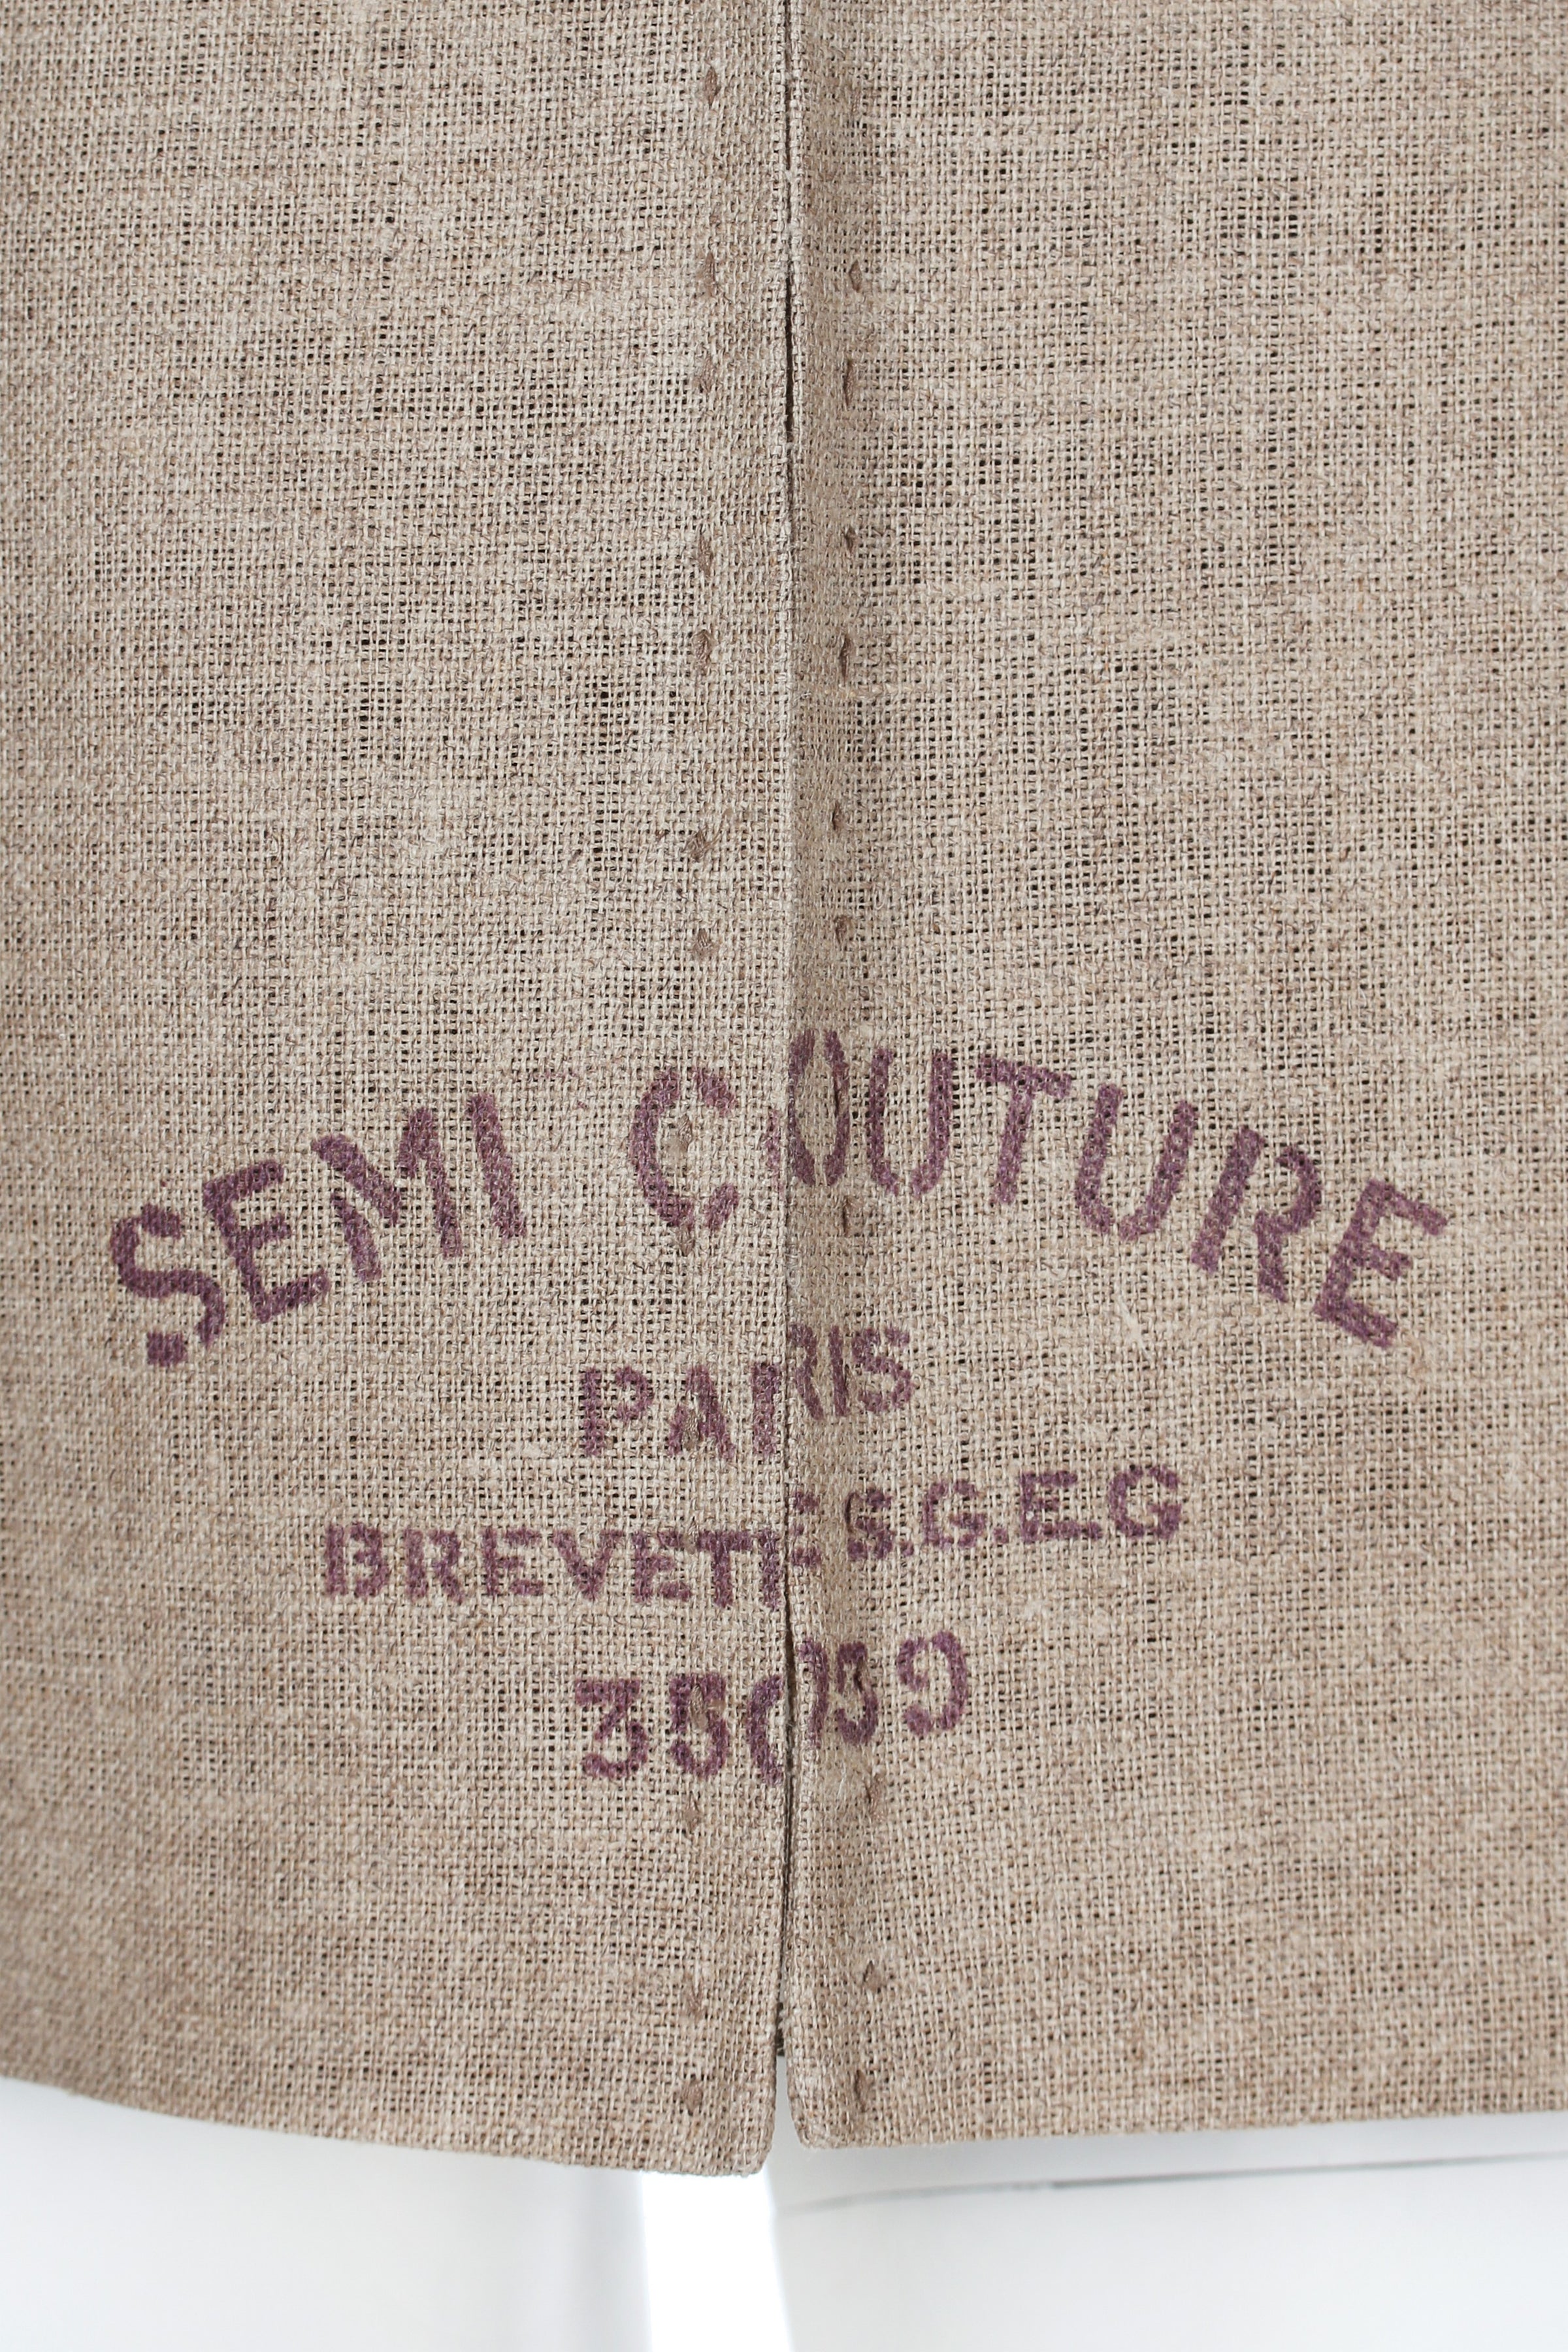 SEMI COUTURE
PARIS
BREVETE S.G.E.G
35039